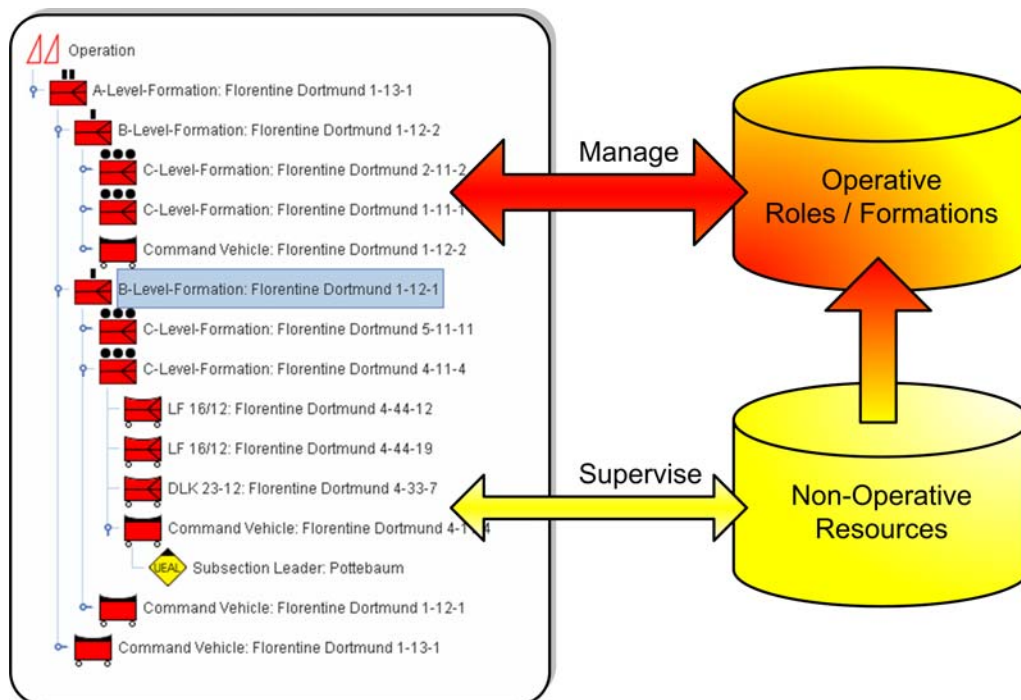 Operation
A-Level-Formation: Florentine Dortmund 1-13-1
B-Level-Formation: Florentine Dortmund 1-12-2
C-Level-Formation: Florentine Dortmund 2-11-2
C-Level-Formation: Florentine Dortmund 1-11-1
Command Vehicle: Florentine Dortmund 1-12-2
B-Level-Formation: Florentine Dortmund 1-12-1
C-Level-Formation: Florentine Dortmund 5-11-11
C-Level-Formation: Florentine Dortmund 4-11-4
LF 16/12: Florentine Dortmund 4-44-12
LF 16/12: Florentine Dortmund 4-44-19
DLK 23-12: Florentine Dortmund 4-33-7
Command Vehicle: Florentine Dortmund
UEAL
Subsection Leader: Pottebaum
Command Vehicle: Florentine Dortmund 1-12-1
Command Vehicle: Florentine Dortmund 1-13-1
Manage
Operative
Roles / Formations
Supervise
Non-Operative
Resources